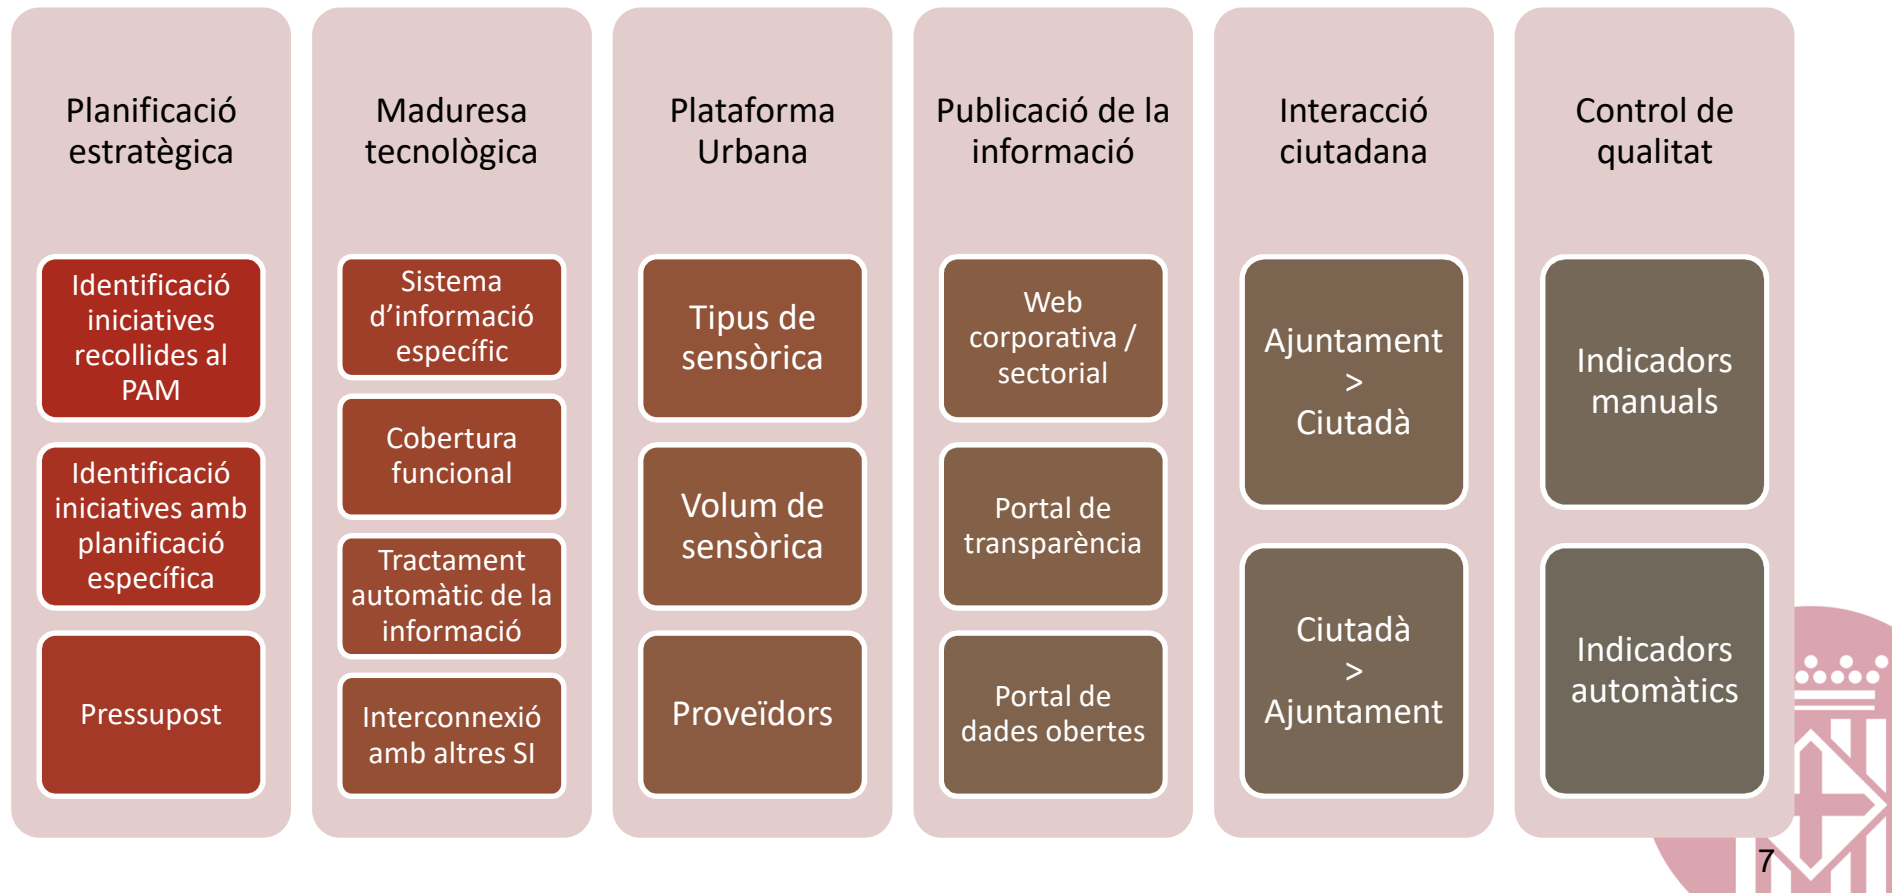 Planificació
estratègica
Identificació
iniciatives
recollides al
PAM
Identificació
iniciatives amb
planificació
específica
Pressupost
Maduresa
tecnològica
Sistema
d’informació
específic
Cobertura
funcional
Tractament
automàtic de la
informació
Interconnexió
amb altres SI
Plataforma
Urbana
Tipus de
sensòrica
Volum de
sensòrica
Proveïdors
Publicació de la
informació
Web
corporativa /
sectorial
Portal de
transparència
Portal de
dades obertes
Interacció
ciutadana
Ajuntament
>
Ciutadà
Ciutadà
>
Ajuntament
Control de
qualitat
Indicadors
manuals
Indicadors
automàtics
7